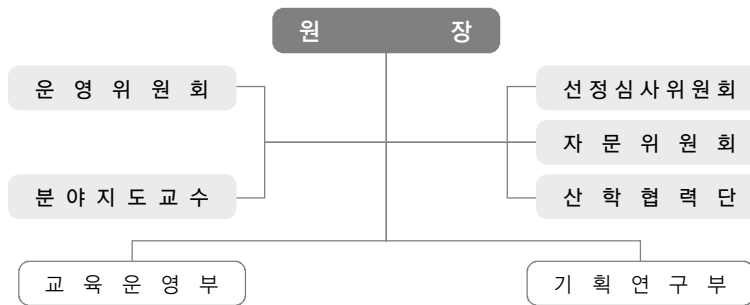 원 장
운 영 위 원 회
선 정 심 사 위 원 회
자 문 위 원 회
분 야 지 도 교 수
산 학 협 력 단
교 육 운 영 부
기 획 연 구 부